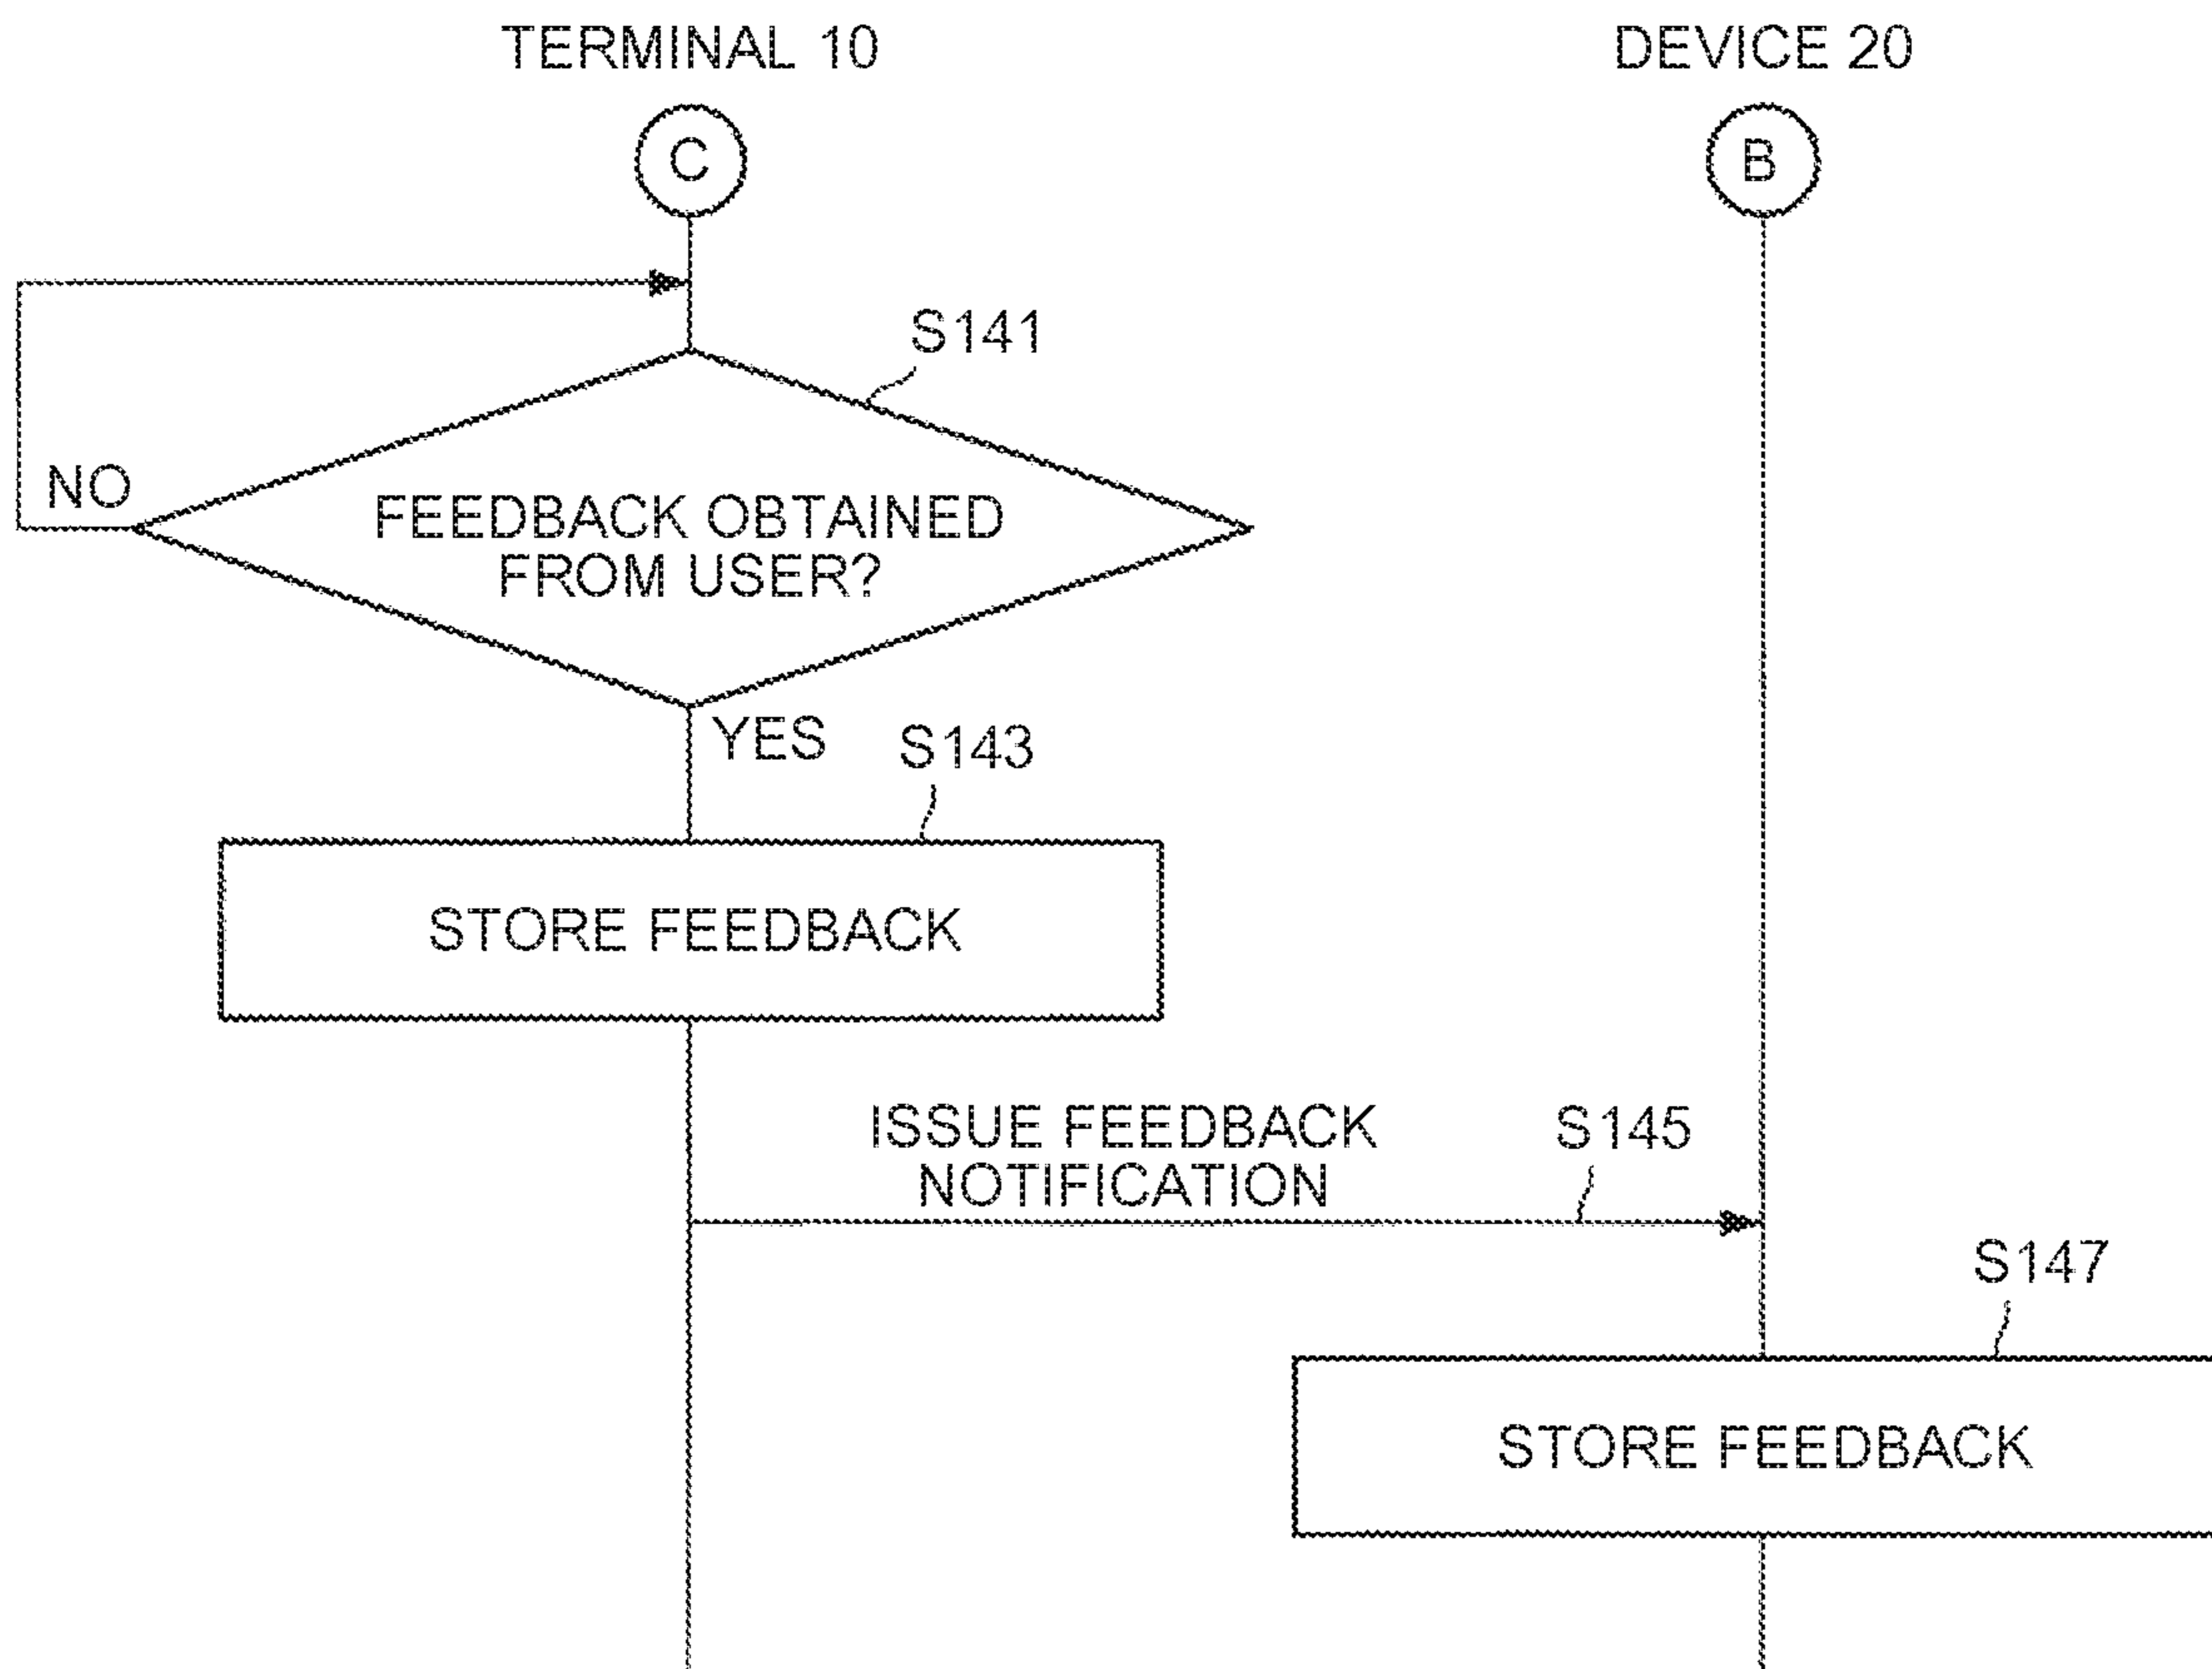 TERMINAL 10
DEVICE 20
C
B
S141
NO
FEEDBACK OBTAINED
FROM USER?
YES
S143
STORE FEEDBACK
ISSUE FEEDBACK
NOTIFICATION
S145
S147
STORE FEEDBACK